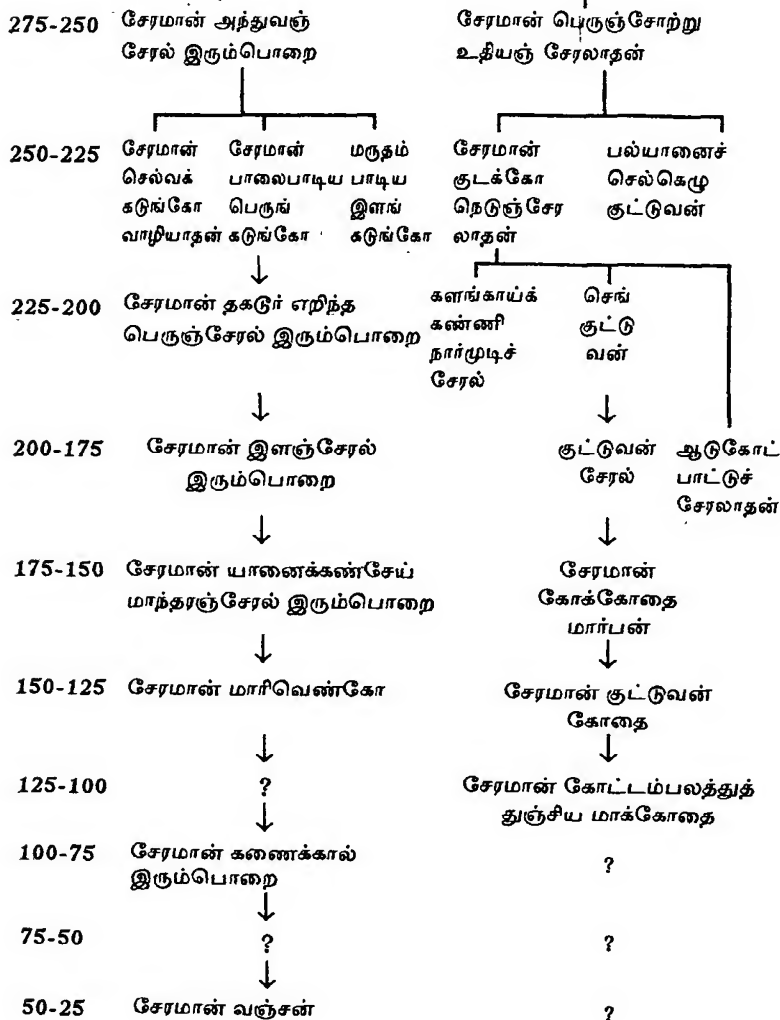 275-250 சேரமான் அந்துவஞ் சேரமான் பெருஞ்சோற்று
சேரல் இரும்பொறை உதியஞ் சேரலாதன்
250-225 சேரமான் சேரமான் மருதம் சேரமான் பல்யானைச்
செல்வக் பாலைபாடிய பாடிய குடக்கோ செல்கெழு
கடுங்கோ பெருங் இளங் நெடுஞ்சேர குட்டுவன்
வாழியாதன் கடுங்கோ கடுங்கோ லாதன்
225-200 சேரமான் தகடூர் எறிந்த களங்காய்க் செங்
பெருஞ்சேரல் இரும்பொறை கண்ணி குட்டு
நார்முடிச் வன்
சேரல்
200-175 சேரமான் இளஞ்சேரல் குட்டுவன் ஆடுகோட்
இரும்பொறை சேரல் பாட்டுச்
சேரலாதன்
175-150 சேரமான் யானைக்கண்சேய் சேரமான்
மாந்தரஞ்சேரல் இரும்பொறை கோக்கோதை
மார்பன்
150-125 சேரமான் மாரிவெண்கோ சேரமான் குட்டுவன்
கோதை
125-100 ? சேரமான் கோட்டம்பலத்துத்
துஞ்சிய மாக்கோதை
100-75 சேரமான் கணைக்கால் ?
இரும்பொறை
75-50 ? ?
50-25 சேரமான் வஞ்சன் ?